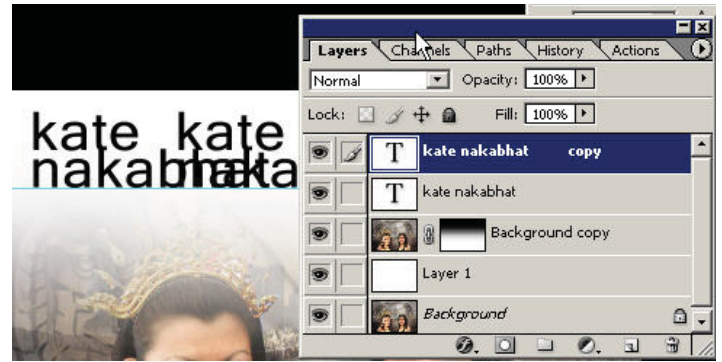 Layers Channels Paths History Actions
Normal Opacity: 100%
Lock: Fill: 100%
kate kate
nakabhat
T kate nakabhat copy
T kate nakabhat
Background copy
Layer 1
Background